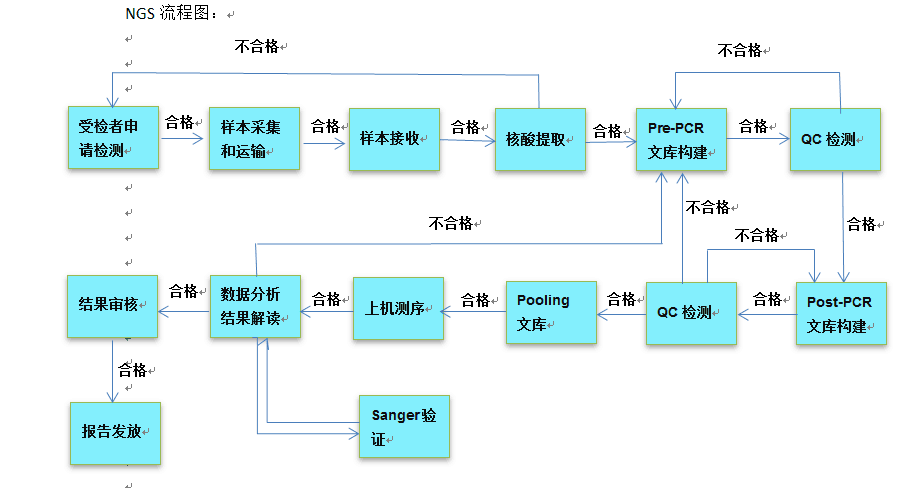 NGS 流程图：
不合格
不合格
受检者申
请检测
合格
样本采集
和运输
合格
样本接收
合格
核酸提取
合格
Pre-PCR
文库构建
合格
QC 检测
不合格
不合格
合格
不合格
结果审核
合格
数据分析
结果解读
合格
上机测序
合格
Pooling
文库
合格
QC 检测
合格
Post-PCR
文库构建
合格
报告发放
Sanger验
证